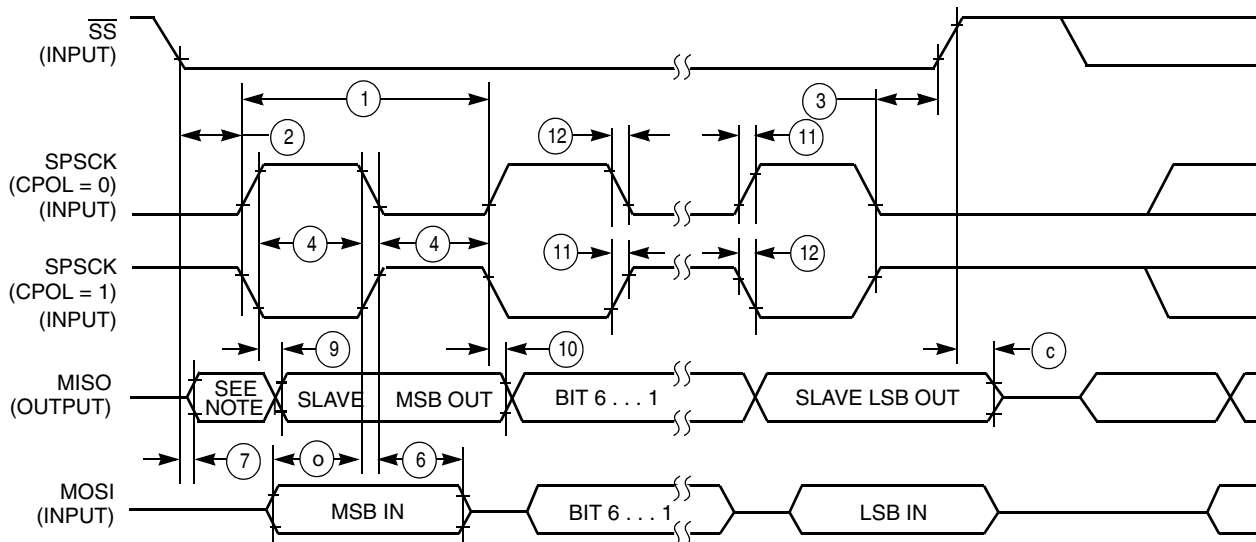 SS
(INPUT)
1
3
2
12
11
SPSCK
(CPOL = 0)
(INPUT)
4
4
11
12
SPSCK
(CPOL = 1)
(INPUT)
9
10
c
MISO
(OUTPUT)
SEE
NOTE
SLAVE
MSB OUT
BIT 6 . . . 1
SLAVE LSB OUT
7
o
6
MOSI
(INPUT)
MSB IN
BIT 6 . . . 1
LSB IN